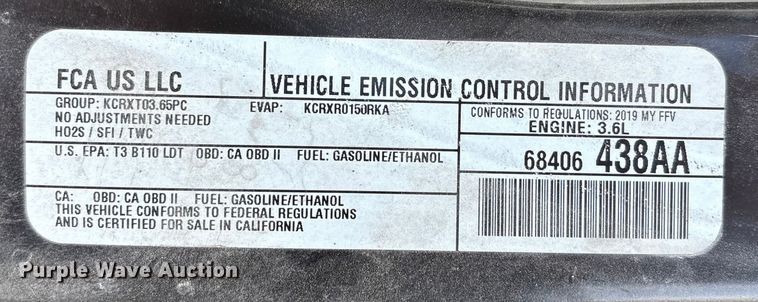 FCA US LLC
VEHICLE EMISSION CONTROL INFORMATION
GROUP: KCRXT03.65PC EVAP: KCRXR0150RKA
NO ADJUSTMENTS NEEDED
HO2S / SFI / TWC
CONFORMS TO REGULATIONS: 2019 MY FFV
ENGINE: 3.6L
U.S. EPA: T3 B110 LDT OBD: CA OBD II FUEL: GASOLINE/ETHANOL
68406 438AA
CA: OBD: CA OBD II FUEL: GASOLINE/ETHANOL
THIS VEHICLE CONFORMS TO FEDERAL REGULATIONS
AND IS CERTIFIED FOR SALE IN CALIFORNIA
Purple Wave Auction